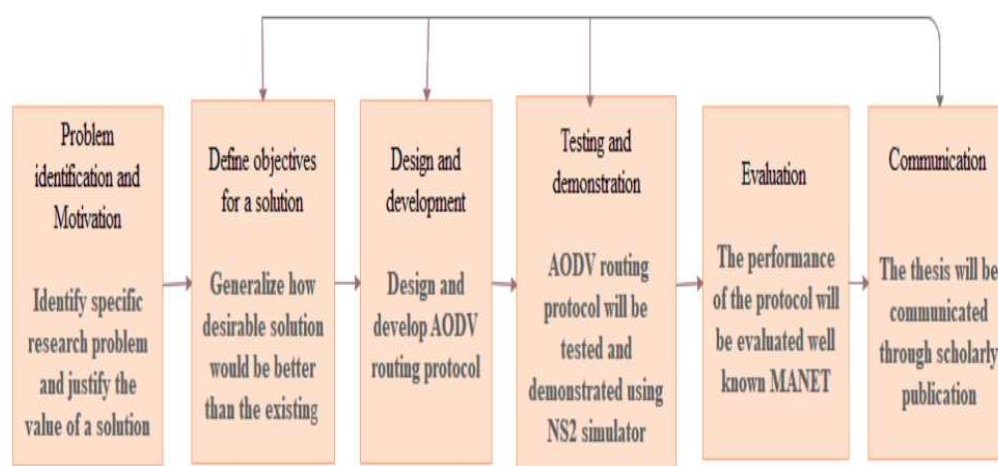 Problem
identification and
Motivation
Identify specific
research problem
and justify the
value of a solution
Define objectives
for a solution
Generalize how
desirable solution
would be better
than the existing
Design and
development
Design and
develop AODV
routing protocol
Testing and
demonstration
AODV routing
protocol will be
tested and
demonstrated using
NS2 simulator
Evaluation
The performance
of the protocol will
be evaluated well
known MANET
Communication
The thesis will be
communicated
through scholarly
publication